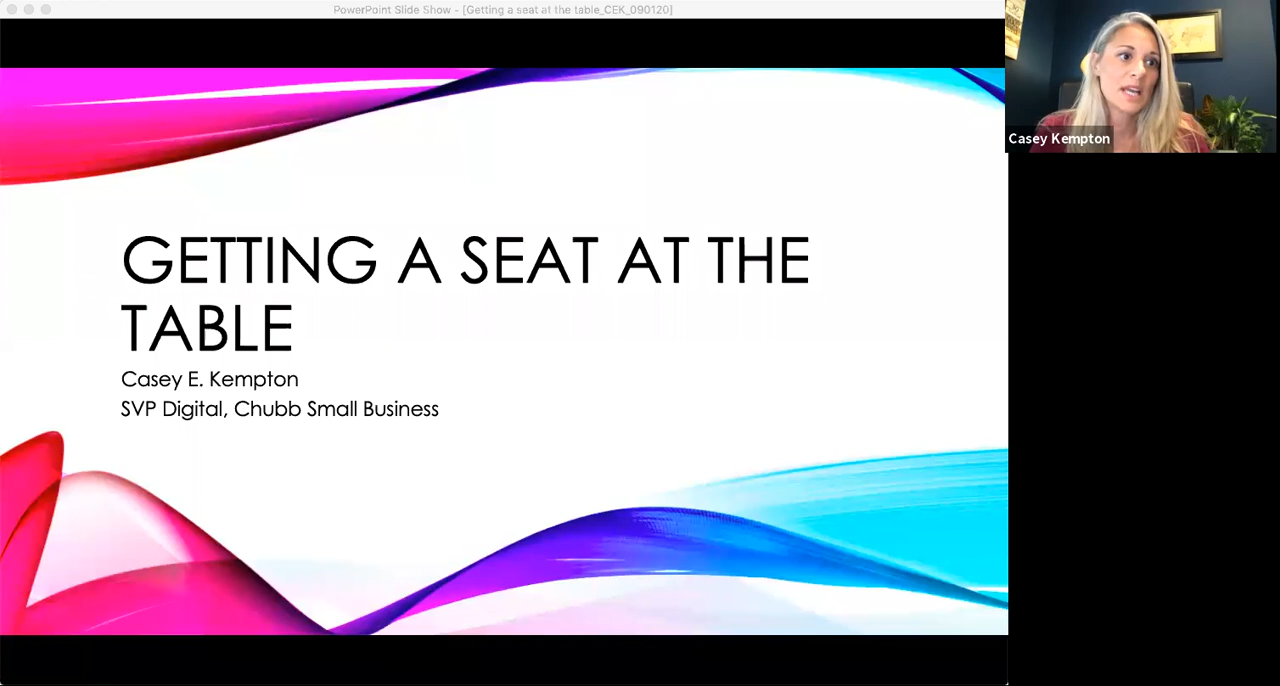 PowerPoint Slide Show - [Getting a seat at the table_CEK_090120]
Casey Kempton
GETTING A SEAT AT THE
TABLE
Casey E. Kempton
SVP Digital, Chubb Small Business